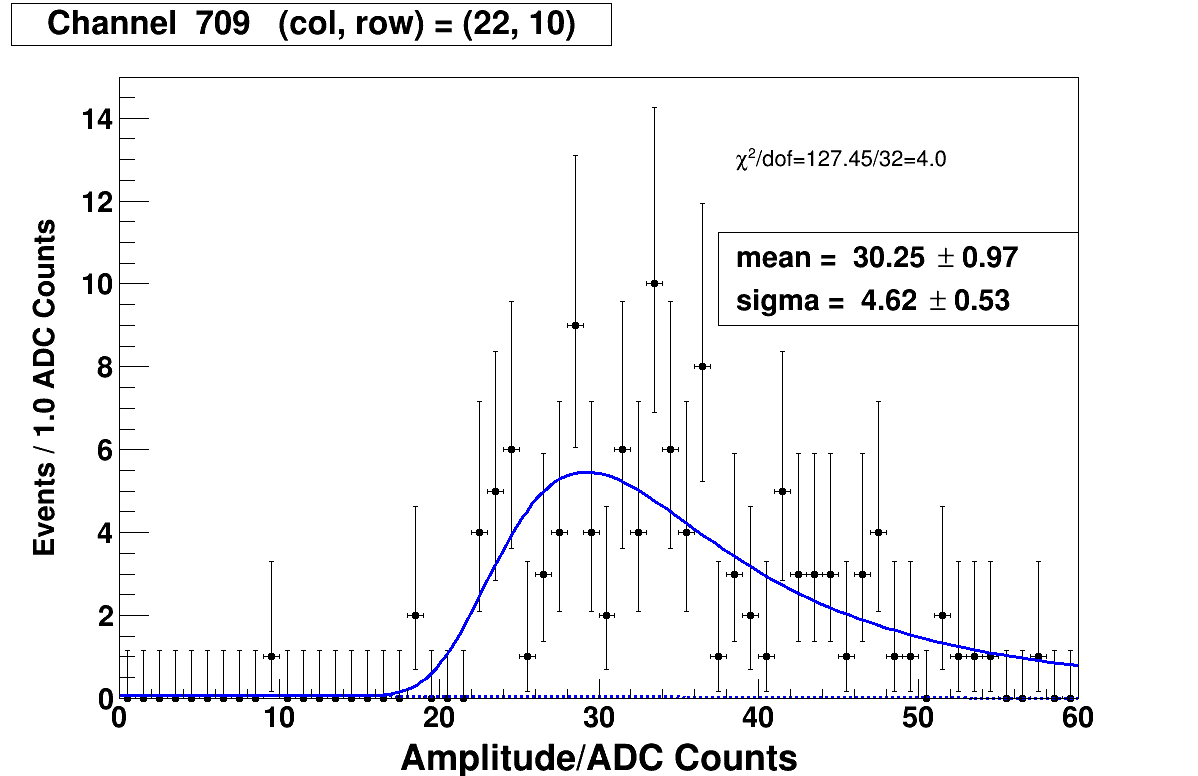 Channel 709 (col, row) = (22, 10)
14
χ²/dof=127.45/32=4.0
12
mean = 30.25 ± 0.97
10
sigma = 4.62 ± 0.53
8
6
4
2
0
Events / 1.0 ADC Counts
0 10 20 30 40 50 60
Amplitude/ADC Counts